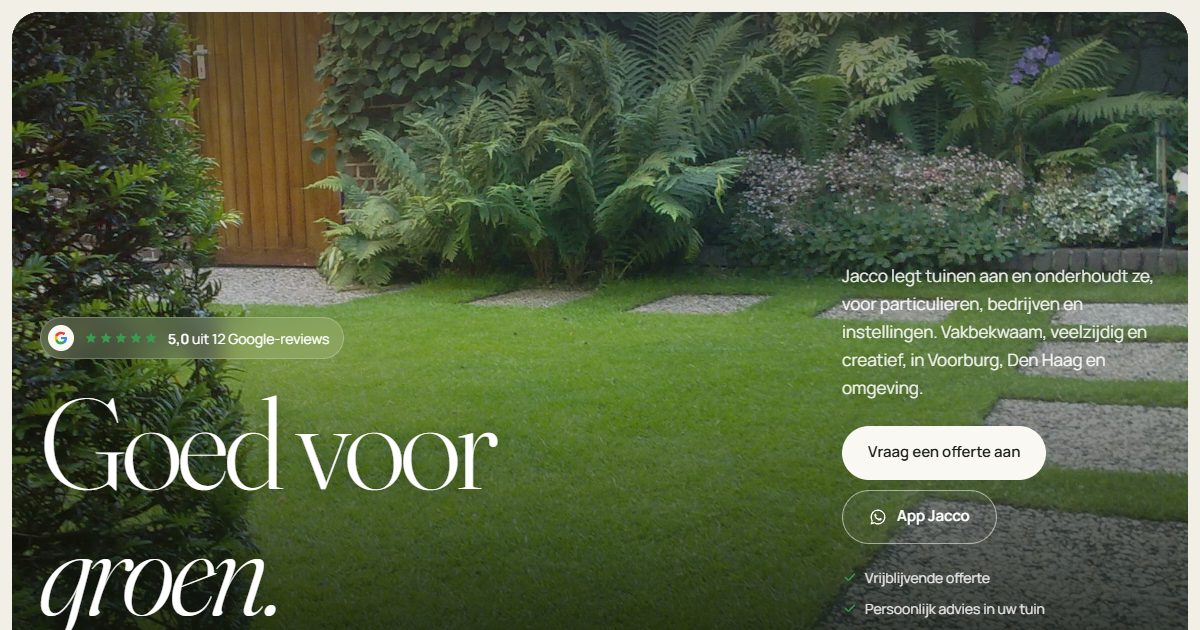 5,0 uit 12 Google-reviews
Goed voor
groen.
Jacco legt tuinen aan en onderhoudt ze,
voor particulieren, bedrijven en
instellingen. Vakbekwaam, veelzijdig en
creatief, in Voorburg, Den Haag en
omgeving.
Vraag een offerte aan
App Jacco
Vrijblijvende offerte
Persoonlijk advies in uw tuin